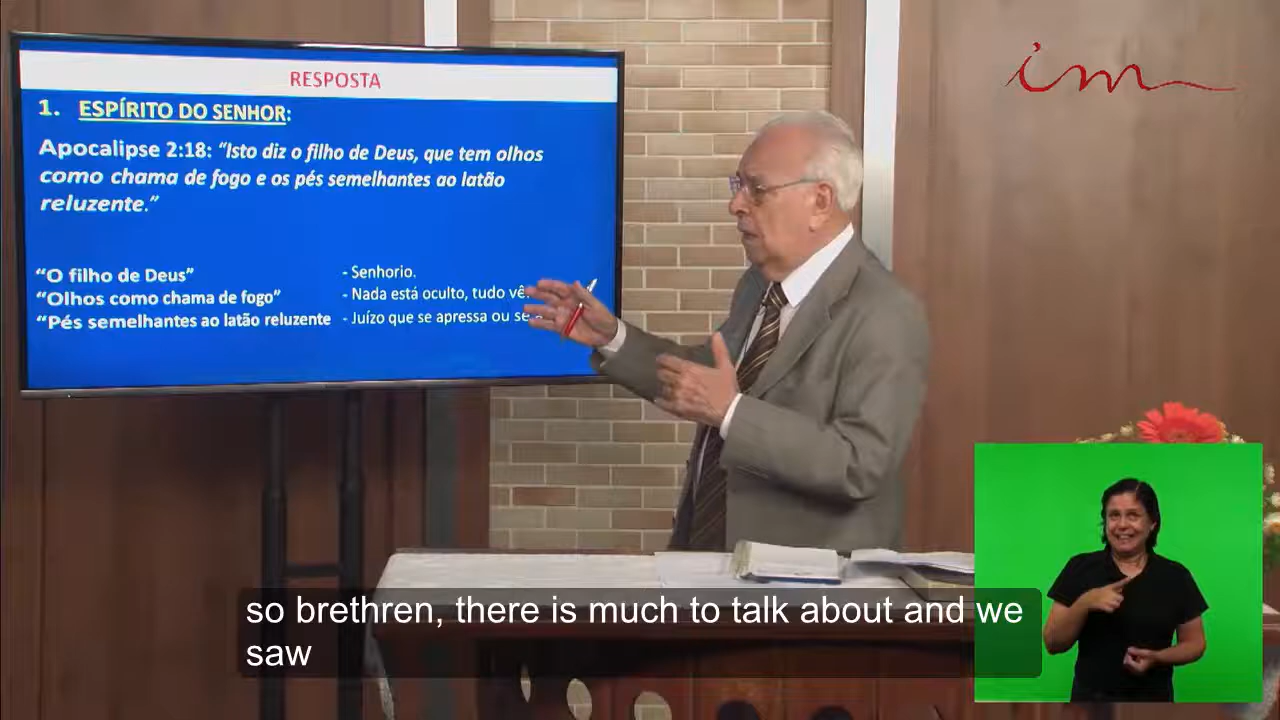 im
RESPOSTA
1. ESPÍRITO DO SENHOR:
Apocalipse 2:18: “Isto diz o filho de Deus, que tem olhos
como chama de fogo e os pés semelhantes ao latão
reluzente.”
“O filho de Deus” - Senhorio.
“Olhos como chama de fogo” - Nada está oculto, tudo vê.
“Pés semelhantes ao latão reluzente - Juízo que se apressa ou se
so brethren, there is much to talk about and we
saw